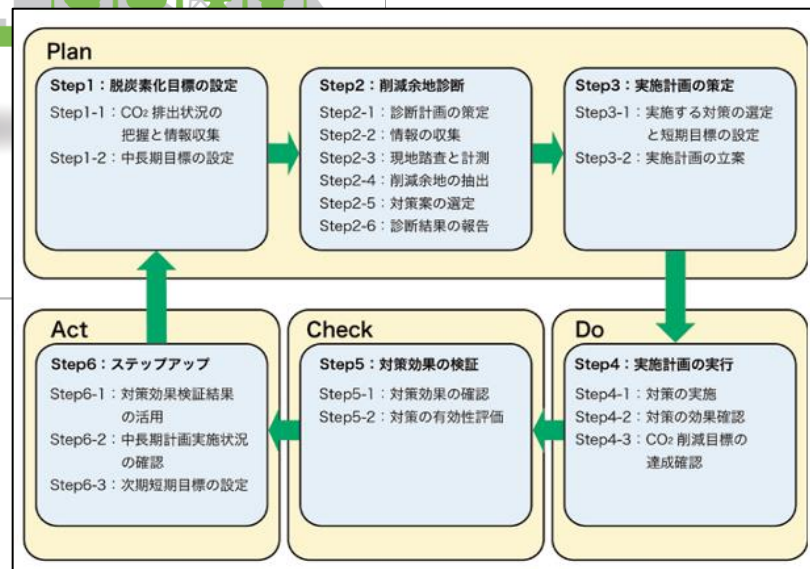 Plan
Step1：脱炭素化目標の設定
Step1-1：CO₂ 排出状況の
把握と情報収集
Step1-2：中長期目標の設定
Step2：削減余地診断
Step2-1：診断計画の策定
Step2-2：情報の収集
Step2-3：現地踏査と計測
Step2-4：削減余地の抽出
Step2-5：対策案の選定
Step2-6：診断結果の報告
Step3：実施計画の策定
Step3-1：実施する対策の選定
と短期目標の設定
Step3-2：実施計画の立案
Act
Step6：ステップアップ
Step6-1：対策効果検証結果
の活用
Step6-2：中長期計画実施状況
の確認
Step6-3：次期短期目標の設定
Check
Step5：対策効果の検証
Step5-1：対策効果の確認
Step5-2：対策の有効性評価
Do
Step4：実施計画の実行
Step4-1：対策の実施
Step4-2：対策の効果確認
Step4-3：CO₂ 削減目標の
達成確認